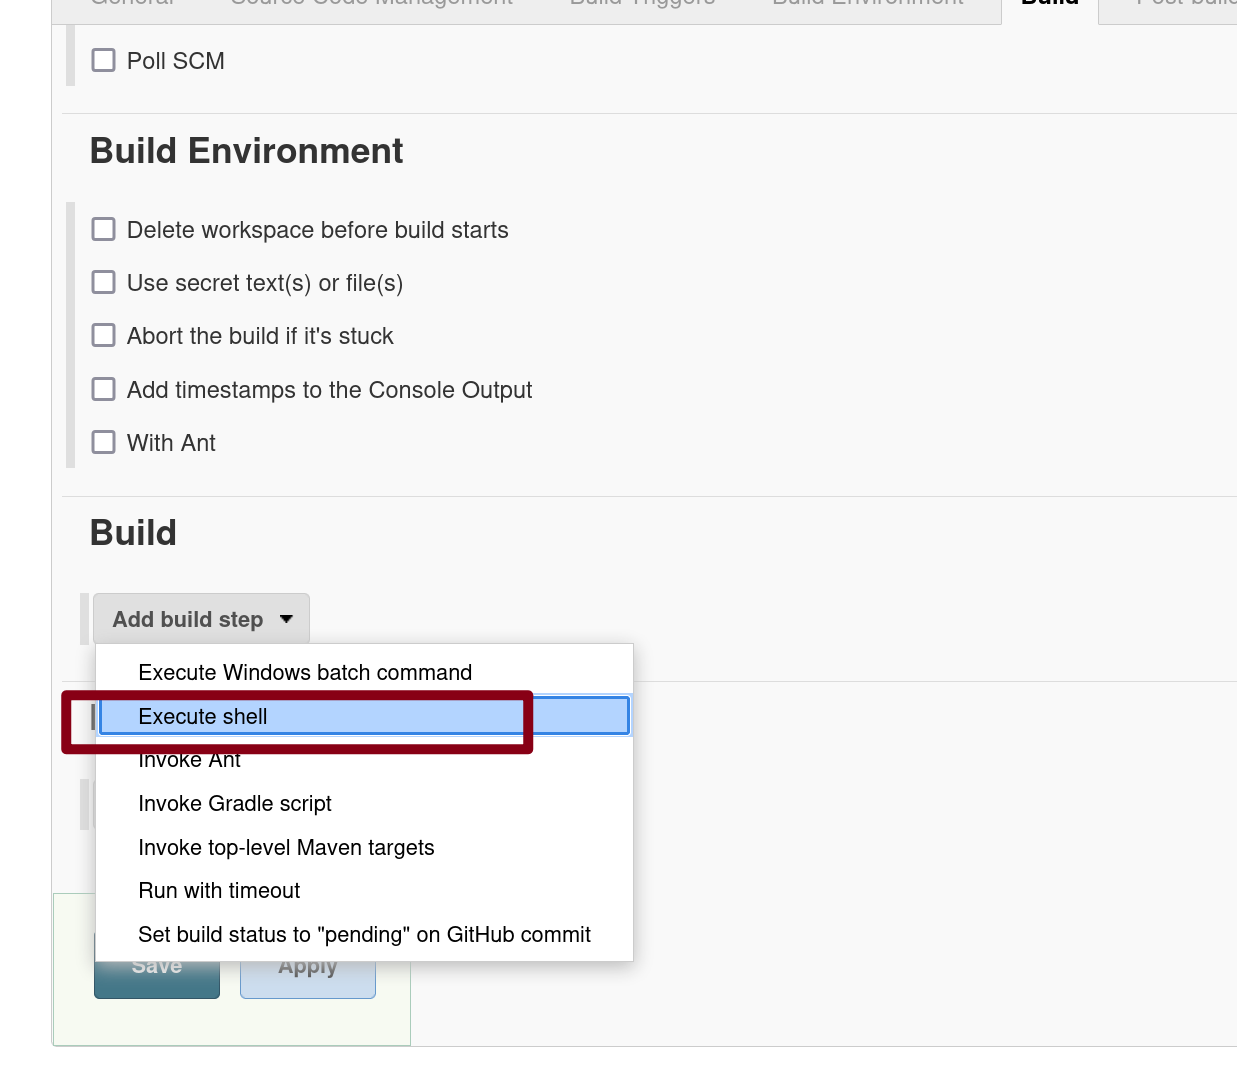 General Source Code Management Build Triggers Build Environment Build
Poll SCM
Build Environment
Delete workspace before build starts
Use secret text(s) or file(s)
Abort the build if it's stuck
Add timestamps to the Console Output
With Ant
Build
Add build step
Execute Windows batch command
Execute shell
Invoke Ant
Invoke Gradle script
Invoke top-level Maven targets
Run with timeout
Set build status to "pending" on GitHub commit
Save Apply